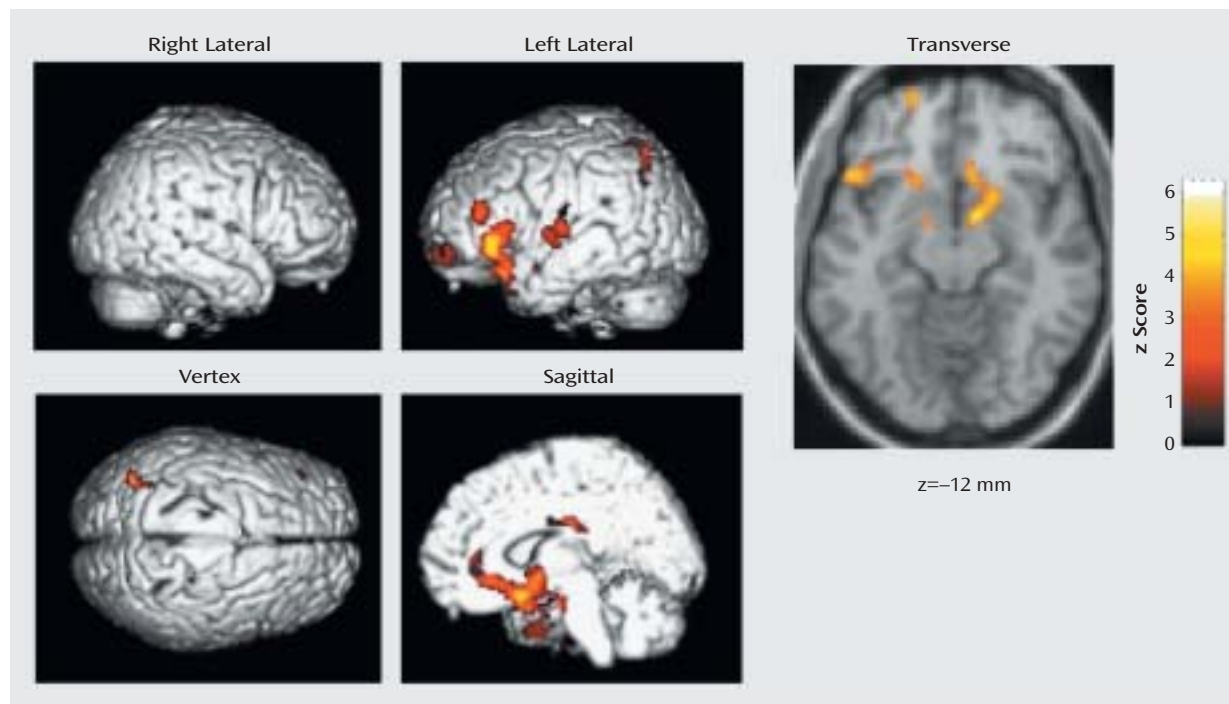 Right Lateral
Left Lateral
Transverse
Vertex
Sagittal
z=–12 mm
z Score
6
5
4
3
2
1
0